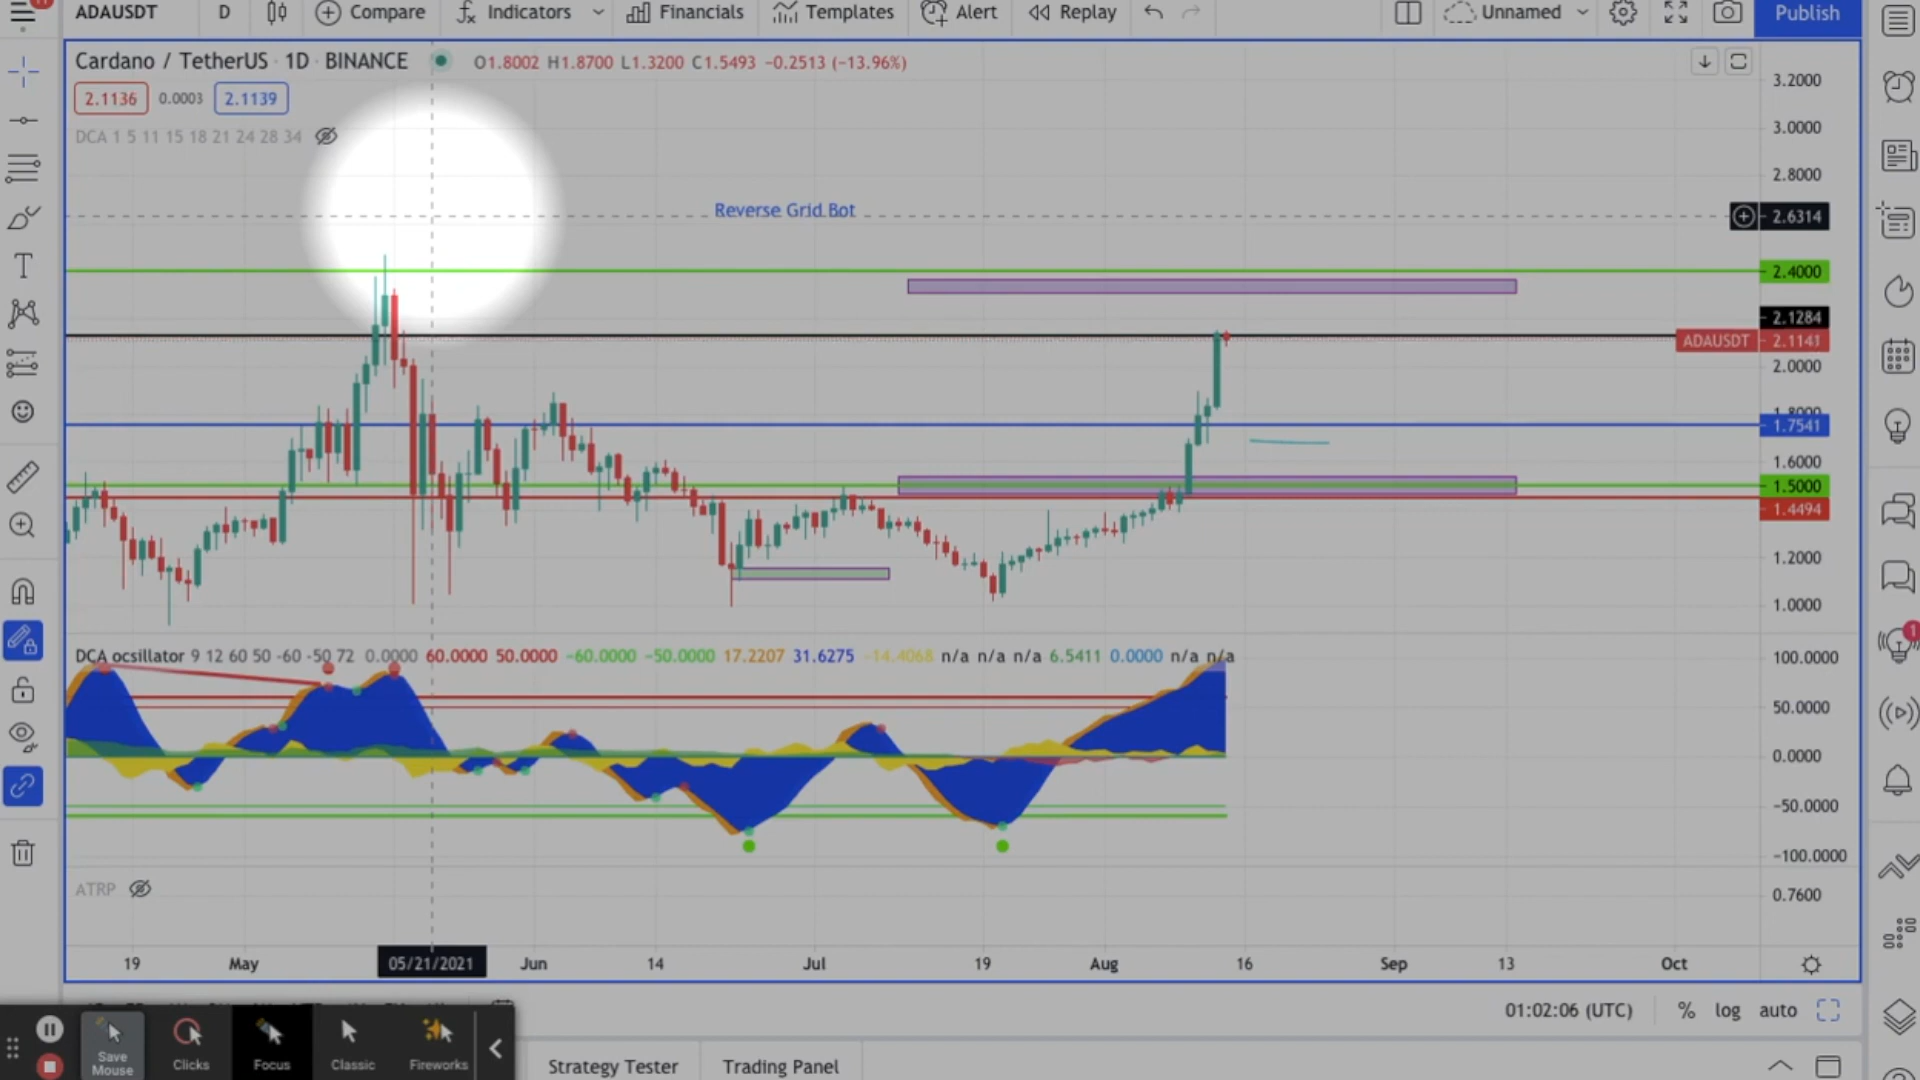 11
ADAUSDT D Compare Indicators Financials Templates Alert Replay Unnamed Publish
Cardano / TetherUS · 1D · BINANCE O1.8002 H1.8700 L1.3200 C1.5493 −0.2513 (−13.96%)
2.1136 0.0003 2.1139
DCA 1 5 11 15 18 21 24 28 34
Reverse Grid Bot
3.2000
3.0000
2.8000
2.6314
2.4000
2.1284
ADAUSDT 2.1141
2.0000
1.8000
1.7541
1.6000
1.5000
1.4494
1.2000
1.0000
DCA ocsillator 9 12 60 50 -60 -50 72 0.0000 60.0000 50.0000 −60.0000 −50.0000 17.2207 31.6275 −14.4068 n/a n/a n/a 6.5411 0.0000 n/a n/a
100.0000
50.0000
0.0000
−50.0000
−100.0000
ATRP
0.7600
1
19 May 05/21/2021 Jun 14 Jul 19 Aug 16 Sep 13 Oct
01:02:06 (UTC) % log auto
Save Mouse
Clicks
Focus
Classic
Fireworks
Strategy Tester Trading Panel